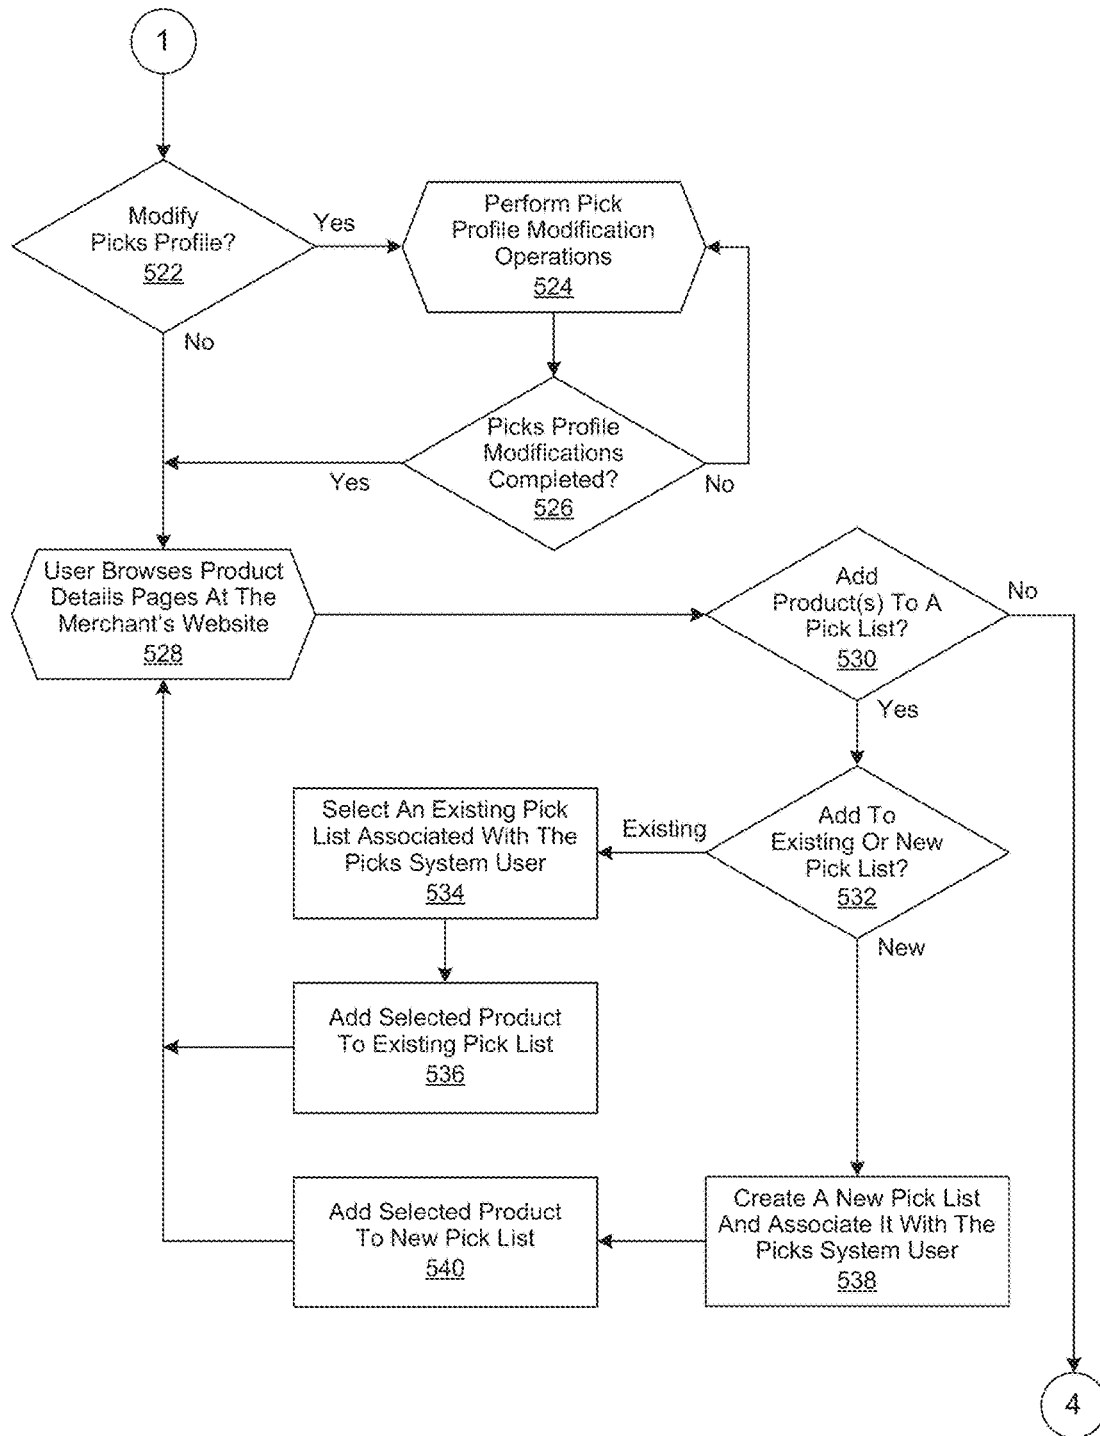 1
Modify
Picks Profile?
522
Yes
No
Perform Pick
Profile Modification
Operations
524
Picks Profile
Modifications
Completed?
526
Yes
No
User Browses Product
Details Pages At The
Merchant's Website
528
Add
Product(s) To A
Pick List?
530
No
Yes
Add To
Existing Or New
Pick List?
532
Existing
New
Select An Existing Pick
List Associated With The
Picks System User
534
Add Selected Product
To Existing Pick List
536
Create A New Pick List
And Associate It With The
Picks System User
538
Add Selected Product
To New Pick List
540
4